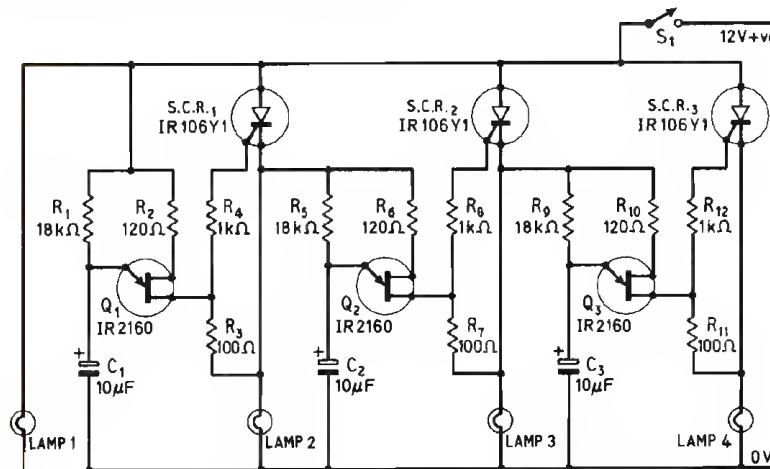 S1
12V+ve
S.C.R.1
IR106Y1
S.C.R.2
IR106Y1
S.C.R.3
IR106Y1
R1
18kΩ
R2
120Ω
R4
1kΩ
R5
18kΩ
R6
120Ω
R8
1kΩ
R9
18kΩ
R10
120Ω
R12
1kΩ
Q1
IR2160
R3
100Ω
Q2
IR2160
R7
100Ω
Q3
IR2160
R11
100Ω
+
C1
10μF
+
C2
10μF
+
C3
10μF
LAMP 1
LAMP 2
LAMP 3
LAMP 4
0V